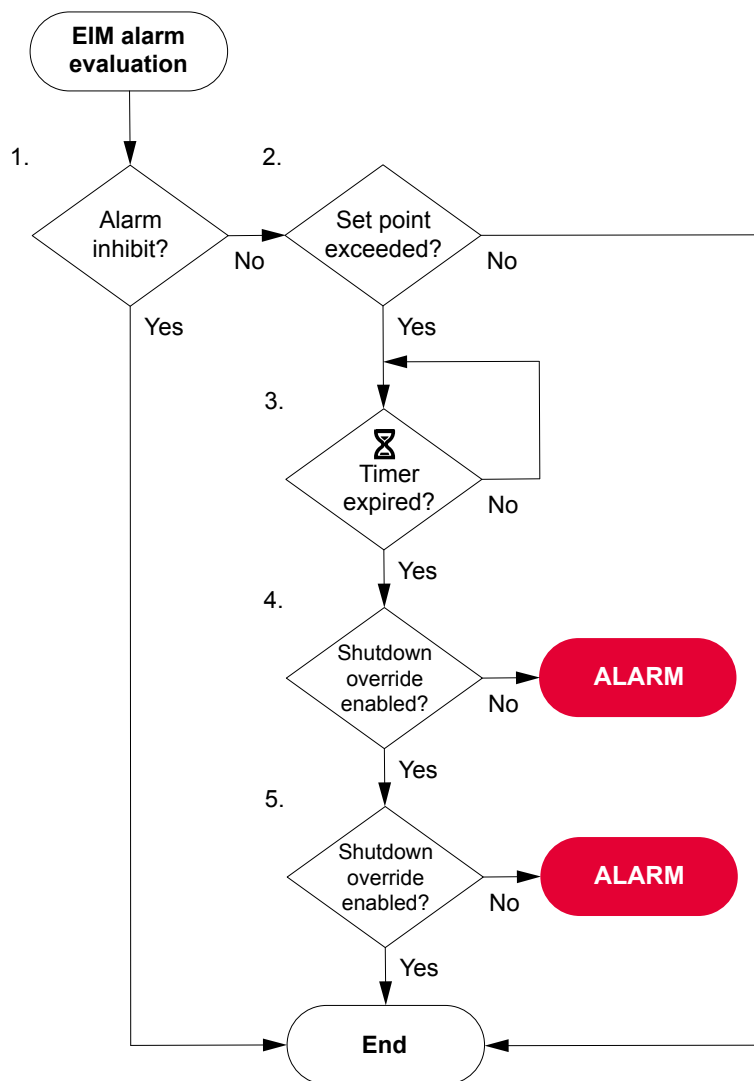 EIM alarm
evaluation
1.
Alarm
inhibit?
No
Yes
2.
Set point
exceeded?
No
Yes
3.
Timer
expired?
No
Yes
4.
Shutdown
override
enabled?
No
ALARM
Yes
5.
Shutdown
override
enabled?
No
ALARM
Yes
End